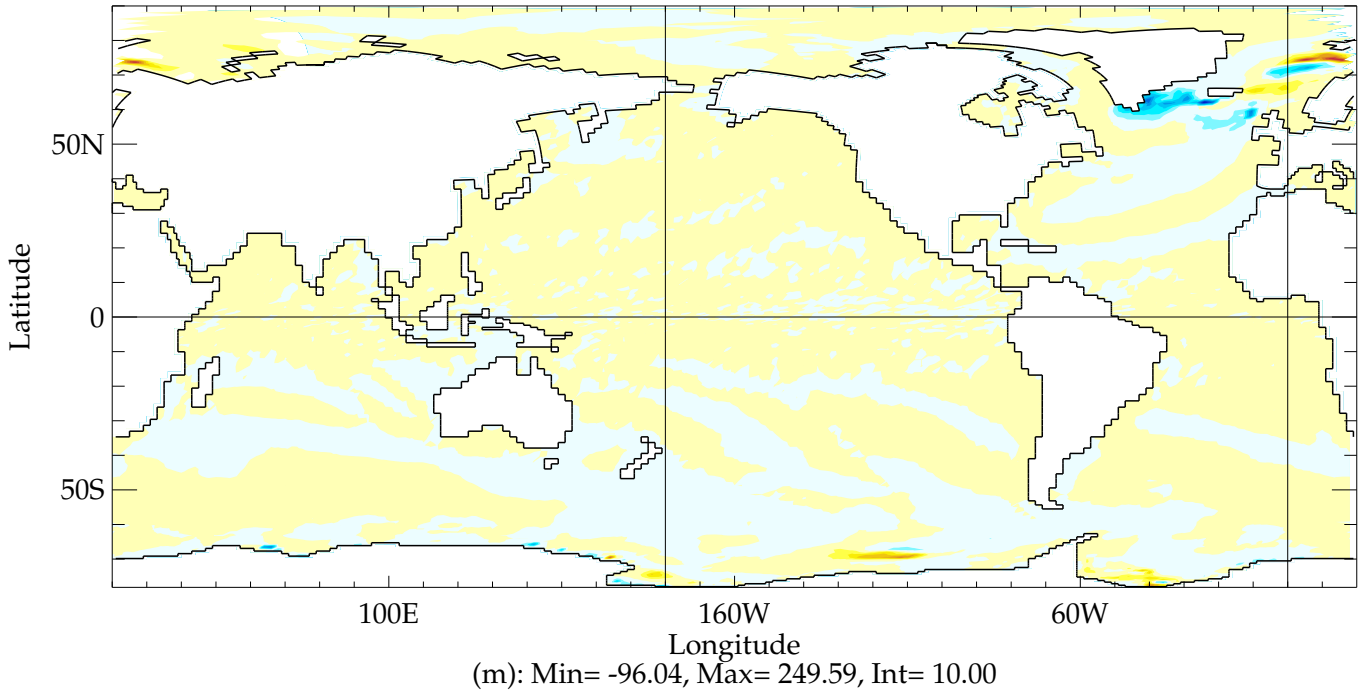 50N
0
50S
Latitude
100E
160W
60W
Longitude
(m): Min= -96.04, Max= 249.59, Int= 10.00